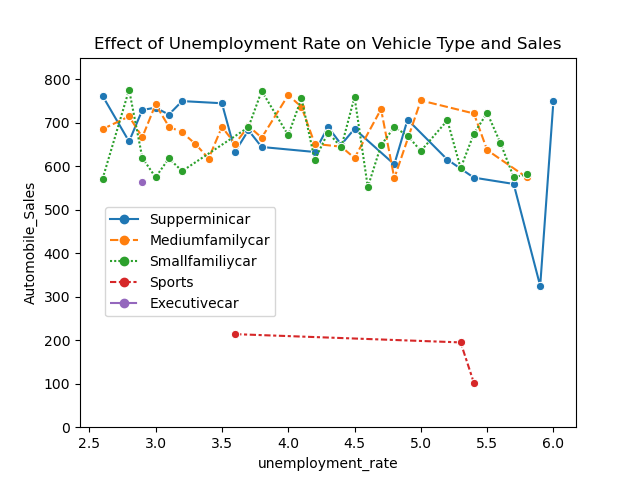 Effect of Unemployment Rate on Vehicle Type and Sales
Automobile_Sales
800
700
600
500
400
300
200
100
0
Supperminicar
Mediumfamilycar
Smallfamiliycar
Sports
Executivecar
2.5 3.0 3.5 4.0 4.5 5.0 5.5 6.0
unemployment_rate